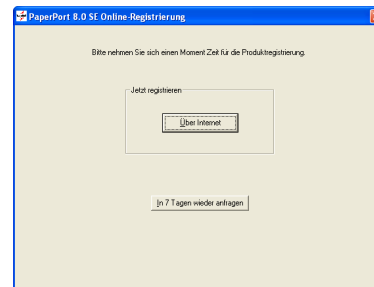 PaperPort 8.0 SE Online-Registrierung
Bitte nehmen Sie sich einen Moment Zeit für die Produktregistrierung.
Jetzt registrieren
Über Internet
In 7 Tagen wieder anfragen